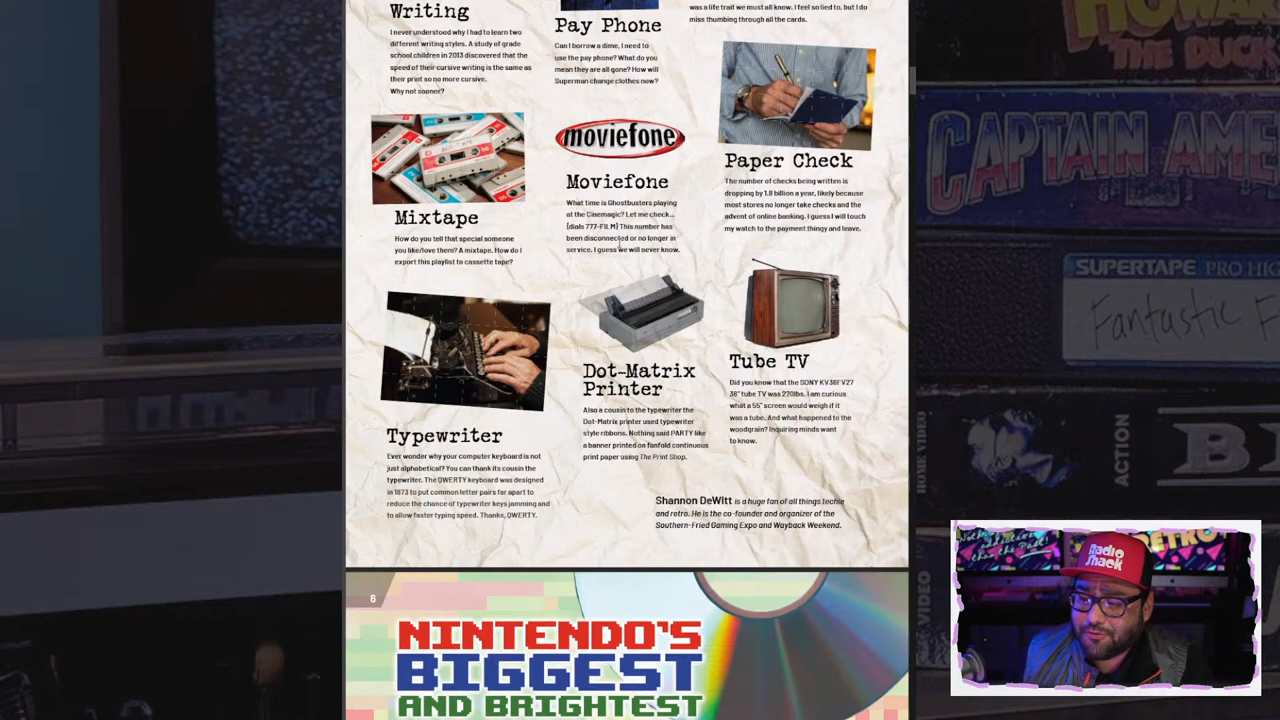 Writing
I never understood why I had to learn two
different writing styles. A study of grade
school children in 2013 discovered that the
speed of their cursive writing is the same as
their print so no more cursive.
Why not sooner?
Pay Phone
Can I borrow a dime, I need to
use the pay phone? What do you
mean they are all gone? How will
Superman change clothes now?
was a life trait we must all know. I feel so lied to, but I do
miss thumbing through all the cards.
Mixtape
How do you tell that special someone
you like/love them? A mixtape. How do I
export this playlist to cassette tape?
moviefone
Moviefone
What time is Ghostbusters playing
at the Cinemagic? Let me check...
(dials 777-FILM) This number has
been disconnected or no longer in
service. I guess we will never know.
Paper Check
The number of checks being written is
dropping by 1.8 billion a year, likely because
most stores no longer take checks and the
advent of online banking. I guess I will touch
my watch to the payment thingy and leave.
Typewriter
Ever wonder why your computer keyboard is not
just alphabetical? You can thank its cousin the
typewriter. The QWERTY keyboard was designed
in 1873 to put common letter pairs far apart to
reduce the chance of typewriter keys jamming and
to allow faster typing speed. Thanks, QWERTY.
Dot-Matrix
Printer
Also a cousin to the typewriter the
Dot-Matrix printer used typewriter
style ribbons. Nothing said PARTY like
a banner printed on fanfold continuous
print paper using The Print Shop.
Tube TV
Did you know that the SONY KV36FV27
36" tube TV was 270lbs. I am curious
what a 55" screen would weigh if it
was a tube. And what happened to the
woodgrain? Inquiring minds want
to know.
Shannon DeWitt is a huge fan of all things techie
and retro. He is the co-founder and organizer of the
Southern-Fried Gaming Expo and Wayback Weekend.
6
NINTENDO'S
BIGGEST
AND BRIGHTEST
CAPTAIN AME
SUPERTAPE PRO HIG
Fantastic F
HOME VIDEO
ACTION
B
VIDEO
Radio
Shack
RETRO
than the Past!